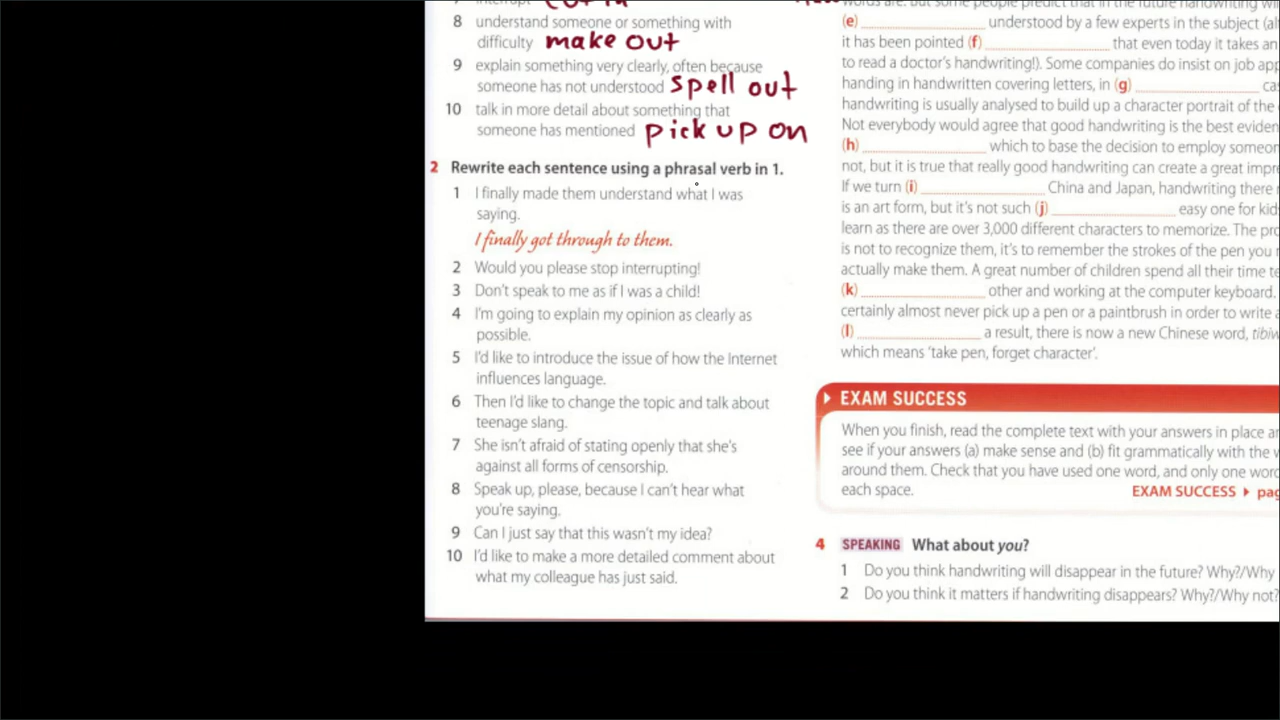 8 understand someone or something with
difficulty make out
9 explain something very clearly, often because
someone has not understood spell out
10 talk in more detail about something that
someone has mentioned pick up on
2 Rewrite each sentence using a phrasal verb in 1.
1 I finally made them understand what I was
saying.
I finally got through to them.
2 Would you please stop interrupting!
3 Don't speak to me as if I was a child!
4 I'm going to explain my opinion as clearly as
possible.
5 I'd like to introduce the issue of how the Internet
influences language.
6 Then I'd like to change the topic and talk about
teenage slang.
7 She isn't afraid of stating openly that she's
against all forms of censorship.
8 Speak up, please, because I can't hear what
you're saying.
9 Can I just say that this wasn't my idea?
10 I'd like to make a more detailed comment about
what my colleague has just said.
words are. But some people predict that in the future handwriting
(e) understood by a few experts in the subject
it has been pointed (f) that even today it takes an
to read a doctor's handwriting!). Some companies do insist on job
handing in handwritten covering letters, in (g)
handwriting is usually analysed to build up a character portrait of the
Not everybody would agree that good handwriting is the best
(h) which to base the decision to employ
not, but it is true that really good handwriting can create a great
If we turn (i) China and Japan, handwriting there
is an art form, but it's not such (j) easy one for
learn as there are over 3,000 different characters to memorize. The
is not to recognize them, it's to remember the strokes of the pen you
actually make them. A great number of children spend all their time
(k) other and working at the computer keyboard.
certainly almost never pick up a pen or a paintbrush in order to write
(l) a result, there is now a new Chinese word,
which means 'take pen, forget character'.
EXAM SUCCESS
When you finish, read the complete text with your answers in place
see if your answers (a) make sense and (b) fit grammatically with the
around them. Check that you have used one word, and only one
each space.
EXAM SUCCESS
4 SPEAKING What about you?
1 Do you think handwriting will disappear in the future? Why?/Why
2 Do you think it matters if handwriting disappears? Why?/Why not?